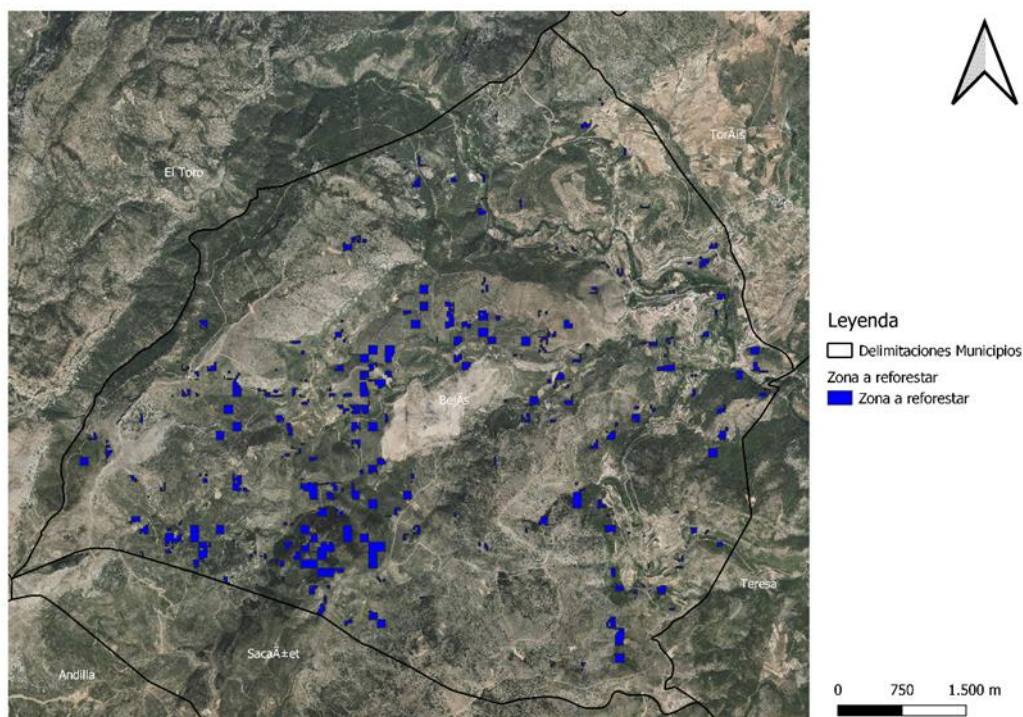 TorÃ¡s
El Toro
BejÃ­s
Teresa
SacaÃ±et
Andilla
Leyenda
Delimitaciones Municipios
Zona a reforestar
Zona a reforestar
0 750 1.500 m